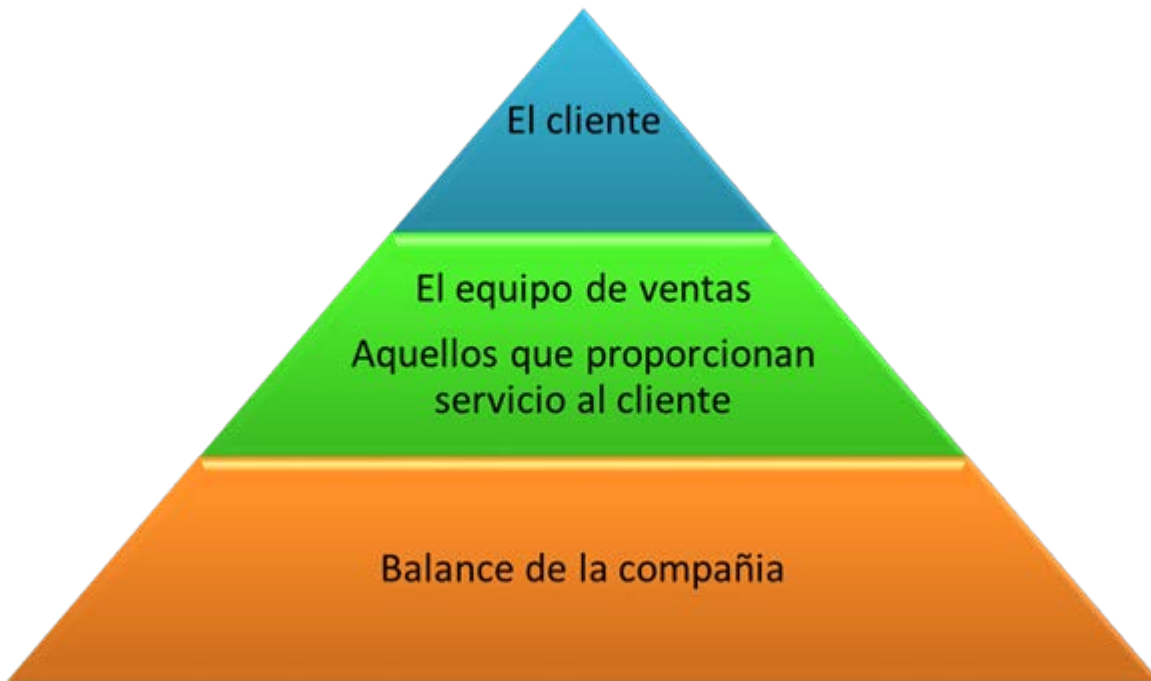 El cliente
El equipo de ventas
Aquellos que proporcionan
servicio al cliente
Balance de la compañia